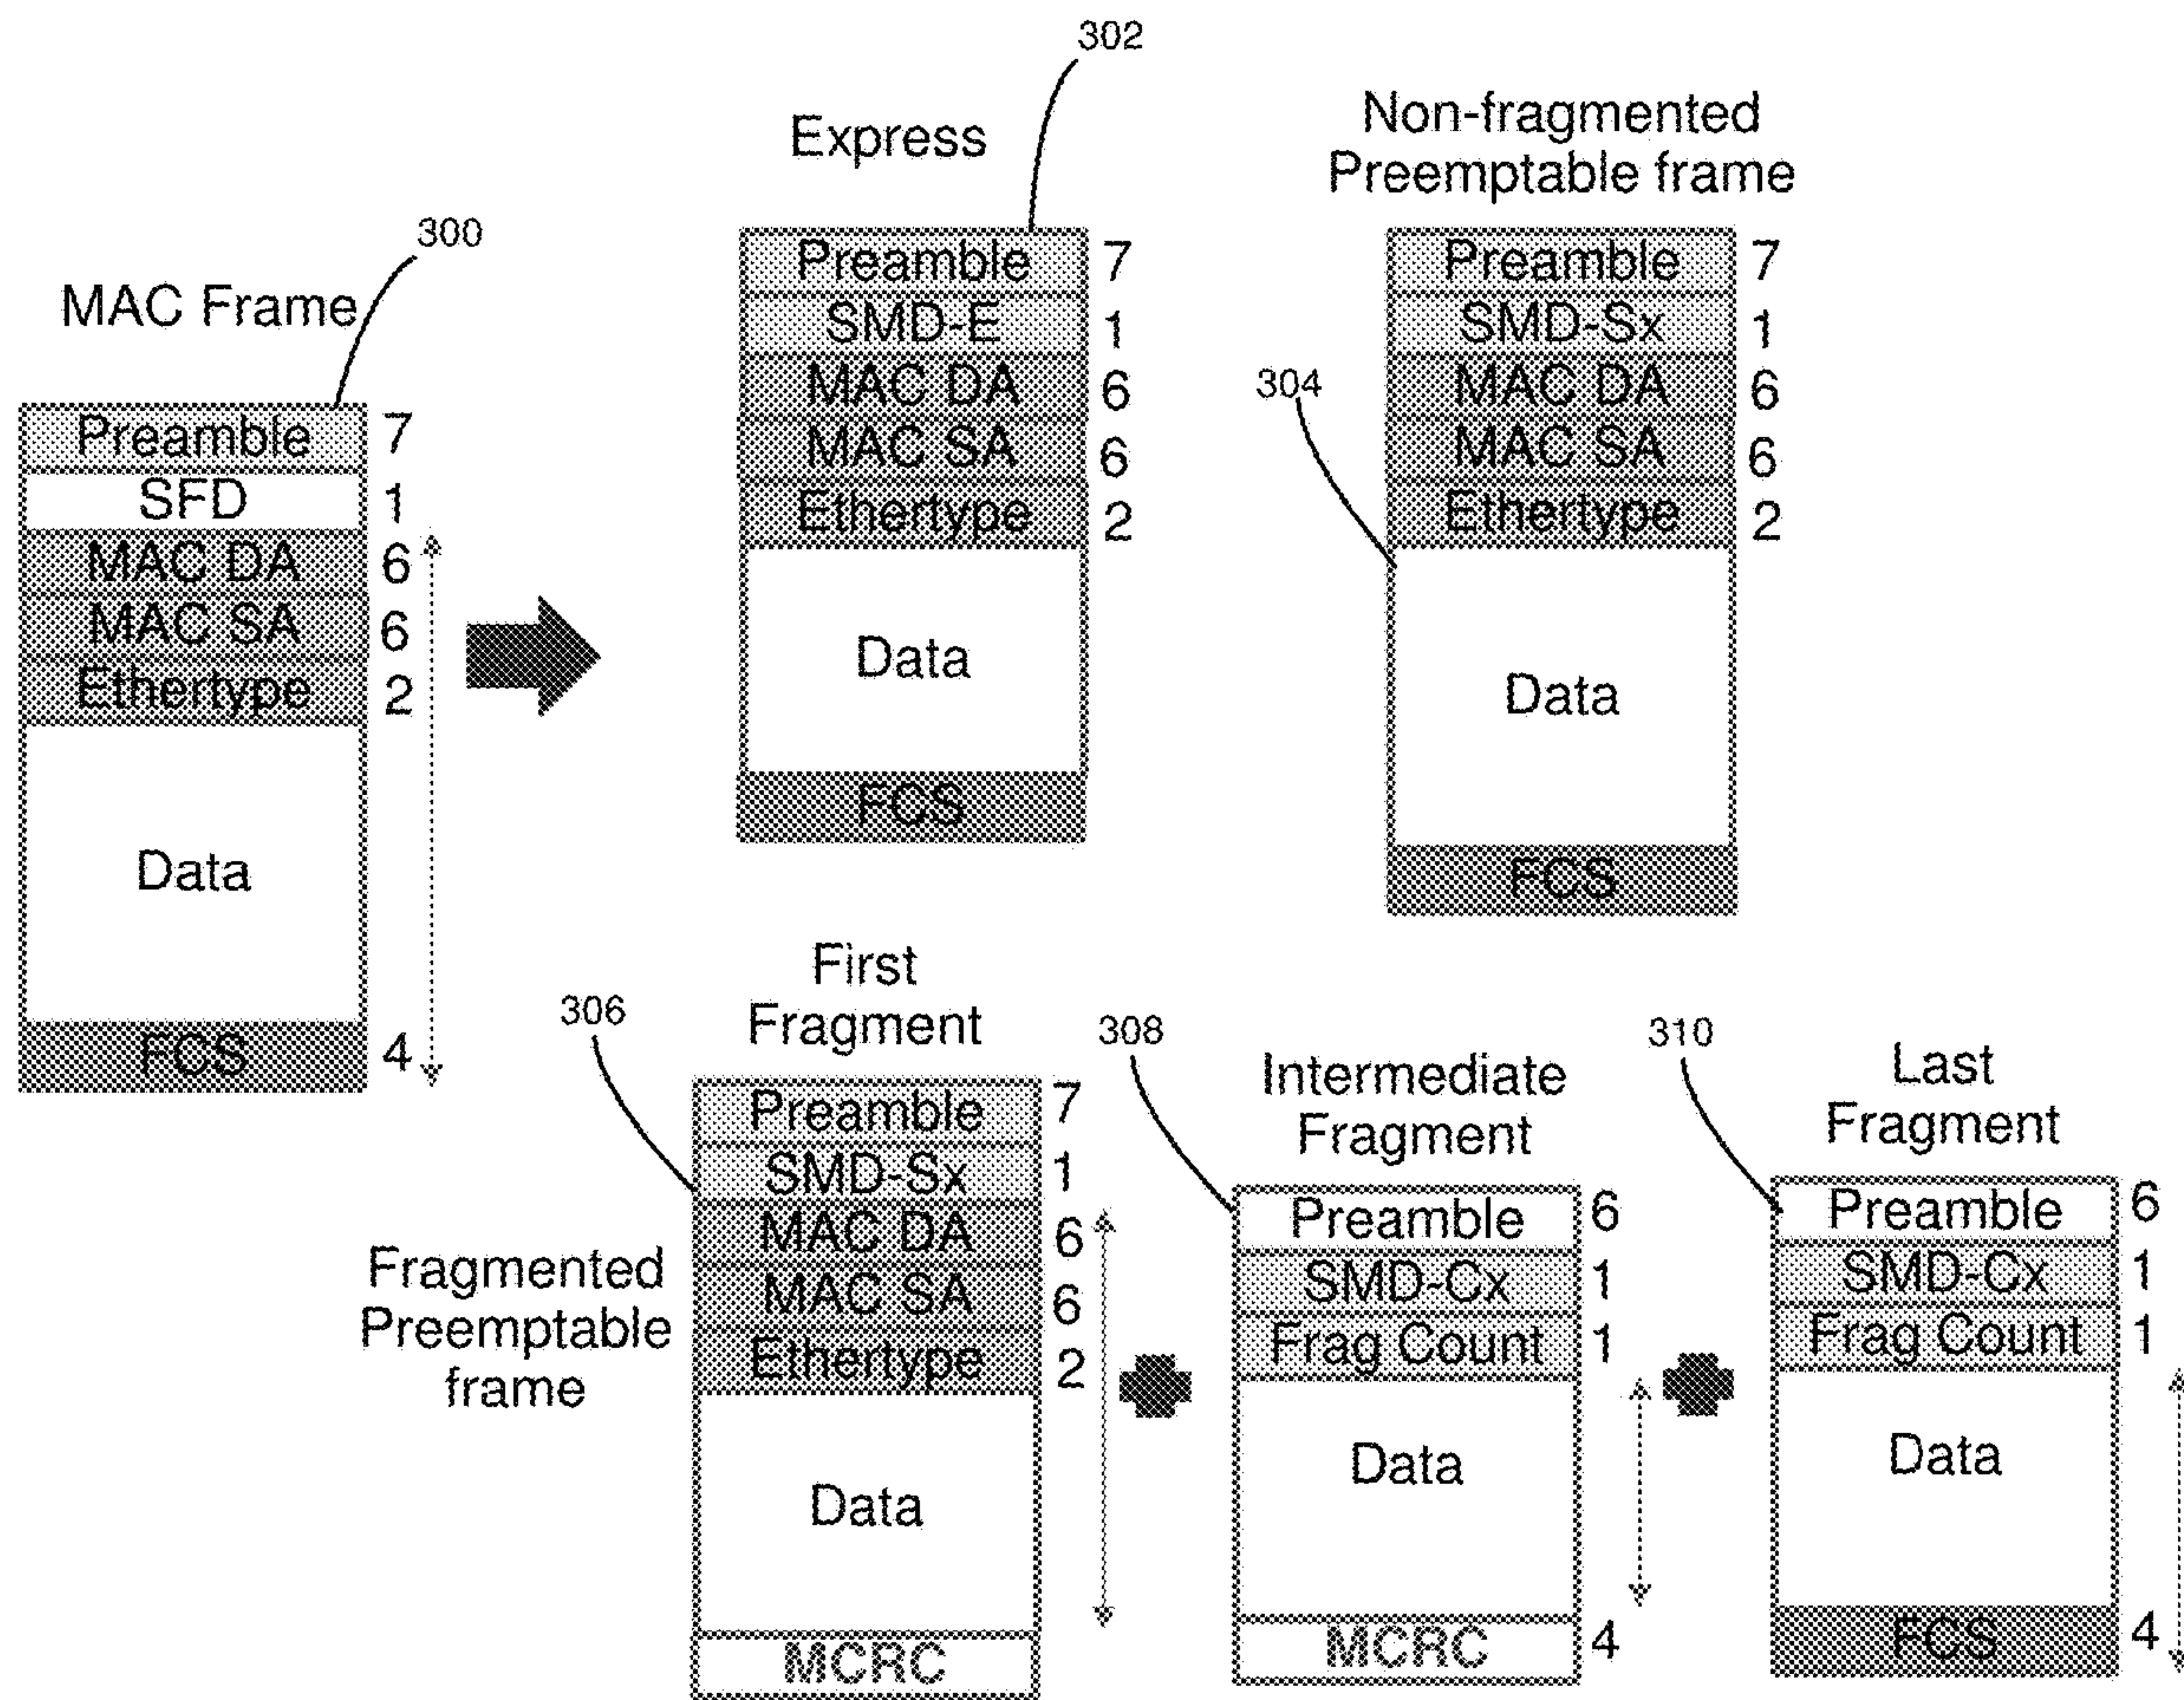 MAC Frame
300
Preamble 7
SFD 1
MAC DA 6
MAC SA 6
Ethertype 2
Data
FCS 4
Express
302
Preamble 7
SMD-E 1
MAC DA 6
MAC SA 6
Ethertype 2
Data
FCS
Non-fragmented
Preemptable frame
304
Preamble 7
SMD-Sx 1
MAC DA 6
MAC SA 6
Ethertype 2
Data
FCS
Fragmented
Preemptable
frame
First
Fragment
306
Preamble 7
SMD-Sx 1
MAC DA 6
MAC SA 6
Ethertype 2
Data
MCRC
Intermediate
Fragment
308
Preamble 6
SMD-Cx 1
Frag Count 1
Data
MCRC 4
Last
Fragment
310
Preamble 6
SMD-Cx 1
Frag Count 1
Data
FCS 4